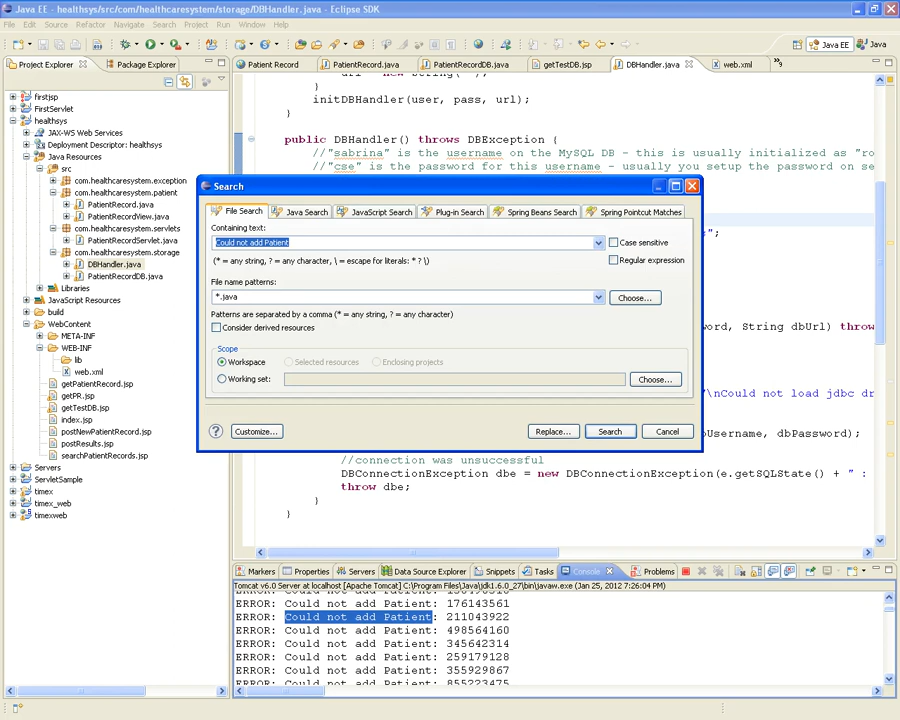 Java EE - healthsys/src/com/healthcaresystem/storage/DBHandler.java - Eclipse SDK
File Edit Source Refactor Navigate Search Project Run Window Help
Java EE Java
Project Explorer Package Explorer
Patient Record PatientRecord.java PatientRecordDB.java getTestDB.jsp DBHandler.java web.xml
firstjsp
FirstServlet
healthsys
JAX-WS Web Services
Deployment Descriptor: healthsys
Java Resources
src
com.healthcaresystem.exception
com.healthcaresystem.patient
PatientRecord.java
PatientRecordView.java
com.healthcaresystem.servlets
PatientRecordServlet.java
com.healthcaresystem.storage
DBHandler.java
PatientRecordDB.java
Libraries
JavaScript Resources
build
WebContent
META-INF
WEB-INF
lib
web.xml
getPatientRecord.jsp
getPR.jsp
getTestDB.jsp
index.jsp
postNewPatientRecord.jsp
postResults.jsp
searchPatientRecords.jsp
Servers
ServletSample
timex
timex_web
timexweb
}
initDBHandler(user, pass, url);
}
public DBHandler() throws DBException {
//"sabrina" is the username on the MySQL DB - this is usually initialized as "ro
//"cse" is the password for this username - usually you setup the password on se
";
ord, String dbUrl) throw
"\nCould not load jdbc dr
bUsername, dbPassword);
//connection was unsuccessful
DBConnectionException dbe = new DBConnectionException(e.getSQLState() + " :
throw dbe;
}
}
Search
File Search Java Search JavaScript Search Plug-in Search Spring Beans Search Spring Pointcut Matches
Containing text:
Could not add Patient
Case sensitive
(* = any string, ? = any character, \ = escape for literals: * ? \)
Regular expression
File name patterns:
*.java
Choose...
Patterns are separated by a comma (* = any string, ? = any character)
Consider derived resources
Scope
Workspace Selected resources Enclosing projects
Working set: Choose...
Customize... Replace... Search Cancel
Markers Properties Servers Data Source Explorer Snippets Tasks Console Problems
Tomcat v6.0 Server at localhost [Apache Tomcat] C:\Program Files\Java\jdk1.6.0_27\bin\javaw.exe (Jan 25, 2012 7:26:04 PM)
ERROR: Could not add Patient:
ERROR: Could not add Patient: 176143561
ERROR: Could not add Patient: 211043922
ERROR: Could not add Patient: 498564160
ERROR: Could not add Patient: 345642314
ERROR: Could not add Patient: 259179128
ERROR: Could not add Patient: 355929867
ERROR: Could not add Patient: 855223475